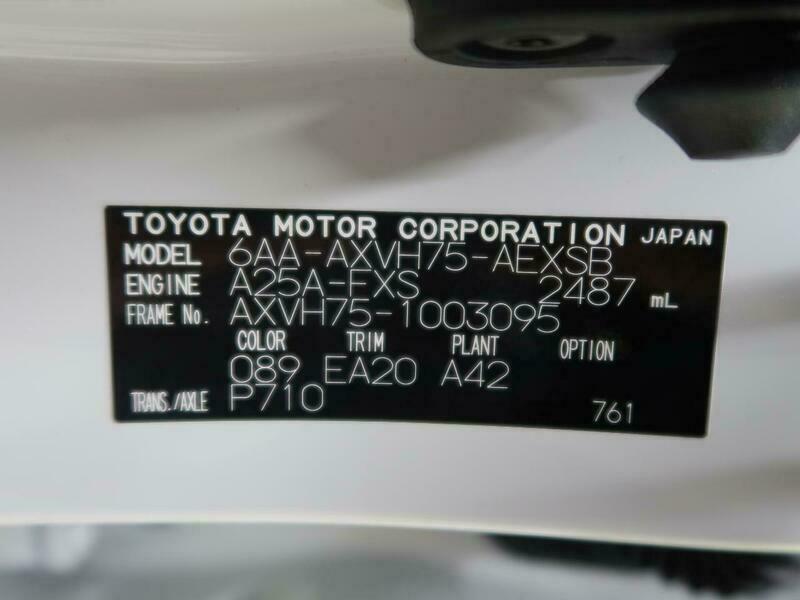 TOYOTA MOTOR CORPORATION JAPAN
MODEL 6AA-AXVH75-AEXSB
ENGINE A25A-FXS 2487 mL
FRAME No. AXVH75-1003095
COLOR TRIM PLANT OPTION
089 EA20 A42
TRANS./AXLE P710 761